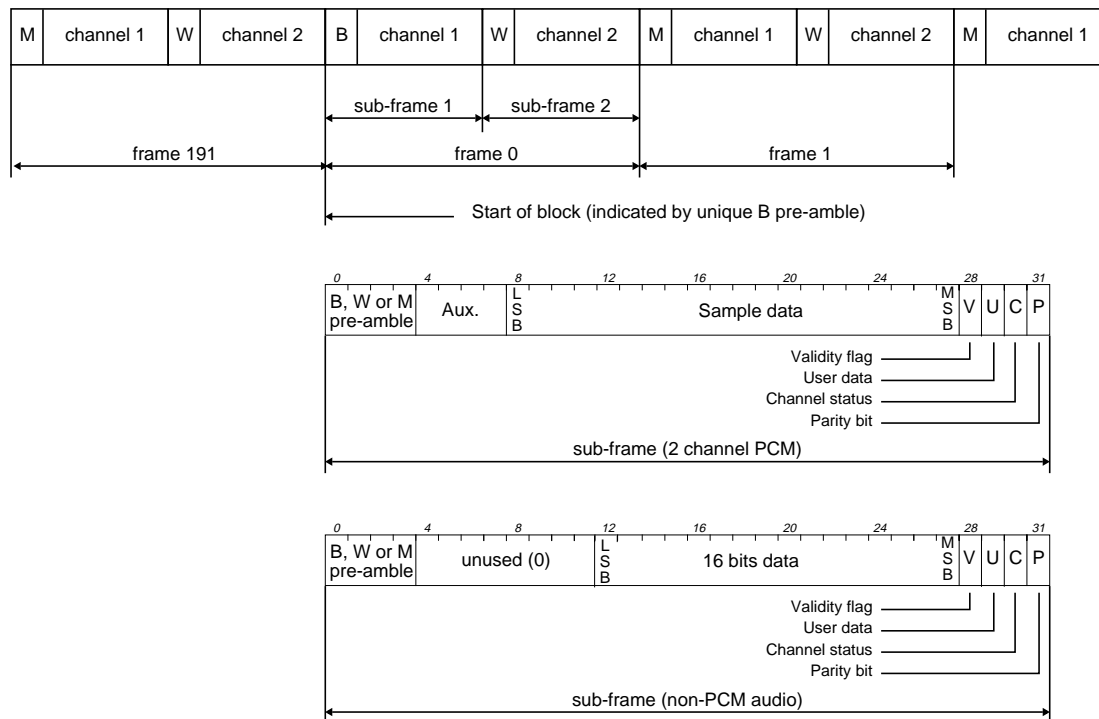 M channel 1 W channel 2 B channel 1 W channel 2 M channel 1 W channel 2 M channel 1
sub-frame 1 sub-frame 2
frame 191 frame 0 frame 1
Start of block (indicated by unique B pre-amble)
0 4 8 12 16 20 24 28 31
B, W or M
pre-amble
Aux.
LSB
Sample data
MSB
V U C P
Validity flag
User data
Channel status
Parity bit
sub-frame (2 channel PCM)
0 4 8 12 16 20 24 28 31
B, W or M
pre-amble
unused (0)
LSB
16 bits data
MSB
V U C P
Validity flag
User data
Channel status
Parity bit
sub-frame (non-PCM audio)